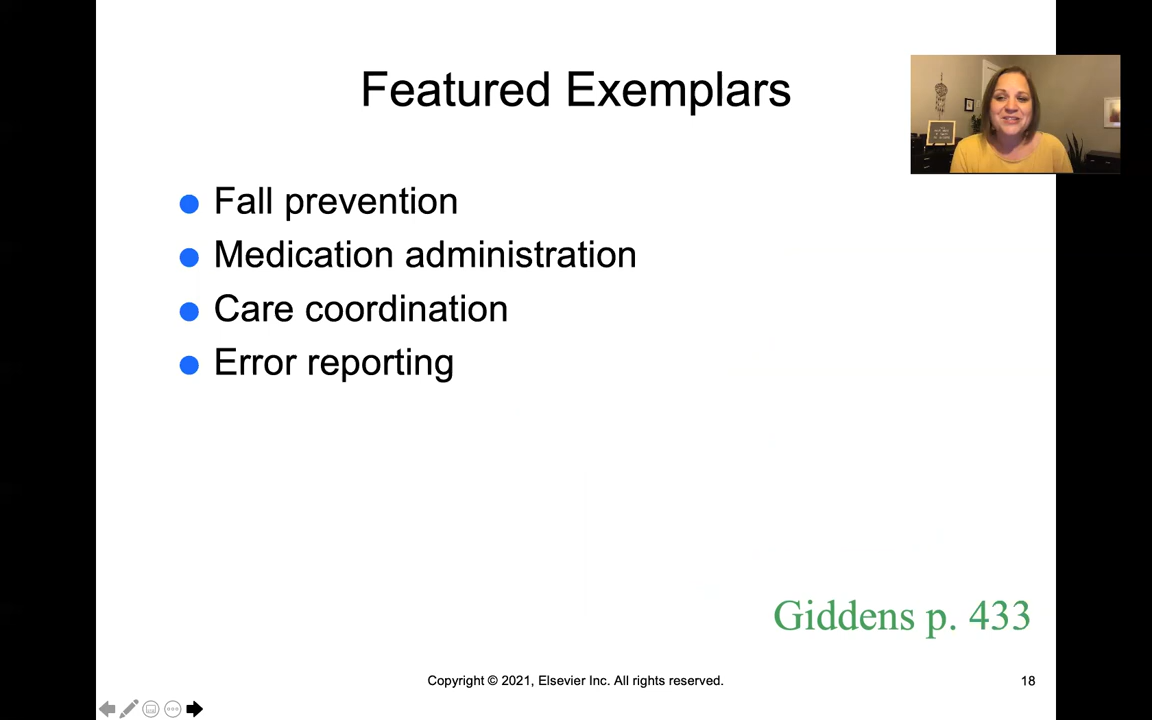 Featured Exemplars
Fall prevention
Medication administration
Care coordination
Error reporting
Giddens p. 433
Copyright © 2021, Elsevier Inc. All rights reserved.
18